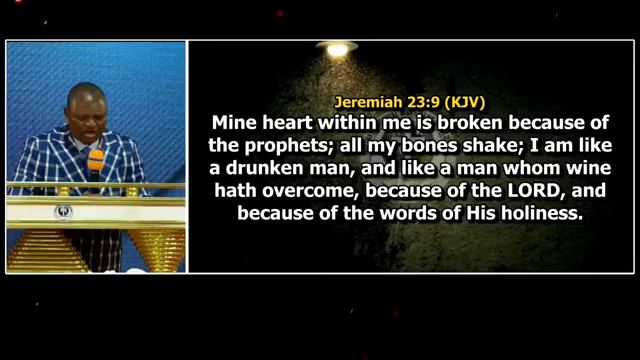 Jeremiah 23:9 (KJV)
Mine heart within me is broken because of
the prophets; all my bones shake; I am like
a drunken man, and like a man whom wine
hath overcome, because of the LORD, and
because of the words of His holiness.